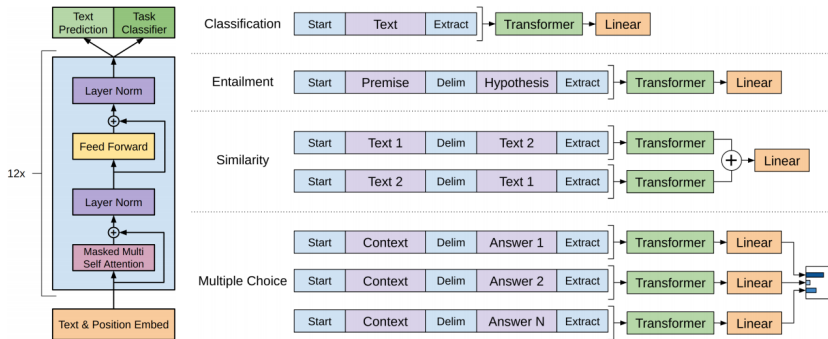 Text
Prediction
Task
Classifier
Layer Norm
Feed Forward
12x
Layer Norm
Masked Multi
Self Attention
Text & Position Embed
Classification
Start Text Extract Transformer Linear
Entailment
Start Premise Delim Hypothesis Extract Transformer Linear
Similarity
Start Text 1 Delim Text 2 Extract Transformer
Linear
Start Text 2 Delim Text 1 Extract Transformer
Multiple Choice
Start Context Delim Answer 1 Extract Transformer Linear
Start Context Delim Answer 2 Extract Transformer Linear
Start Context Delim Answer N Extract Transformer Linear